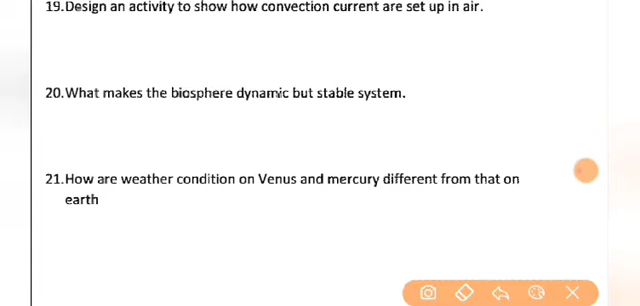 19.Design an activity to show how convection current are set up in air.
20.What makes the biosphere dynamic but stable system.
21.How are weather condition on Venus and mercury different from that on
earth